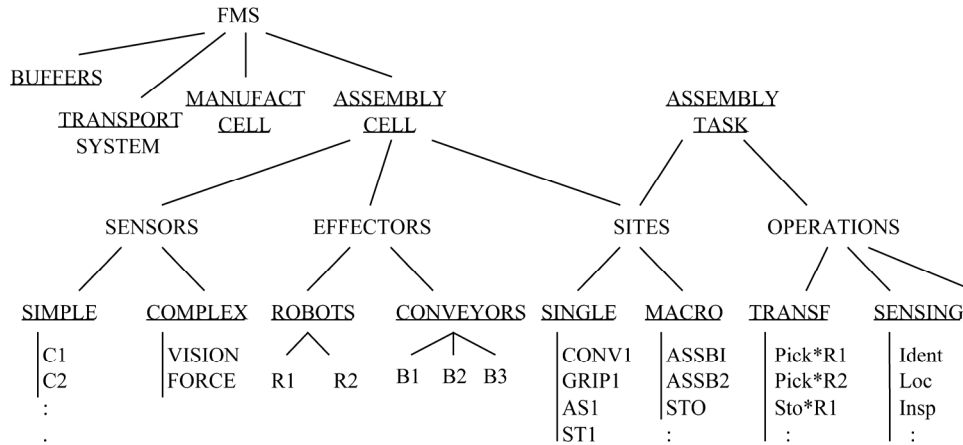 FMS
BUFFERS
TRANSPORT
SYSTEM
MANUFACT
CELL
ASSEMBLY
CELL
ASSEMBLY
TASK
SENSORS
EFFECTORS
SITES
OPERATIONS
SIMPLE
COMPLEX
ROBOTS
CONVEYORS
SINGLE
MACRO
TRANSF
SENSING
C1
C2
:
.
VISION
FORCE
R1
R2
B1
B2
B3
CONV1
GRIP1
AS1
ST1
ASSBI
ASSB2
STO
:
Pick*R1
Pick*R2
Sto*R1
:
Ident
Loc
Insp
: